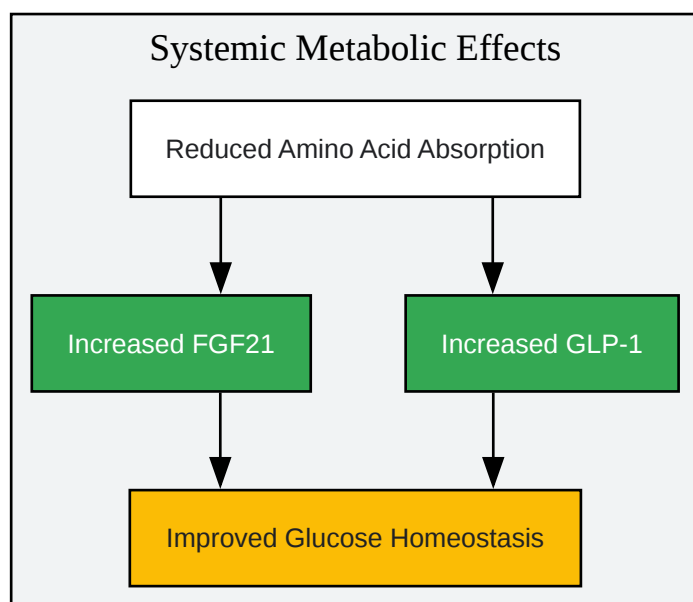 Systemic Metabolic Effects
Reduced Amino Acid Absorption
Increased FGF21
Increased GLP-1
Improved Glucose Homeostasis